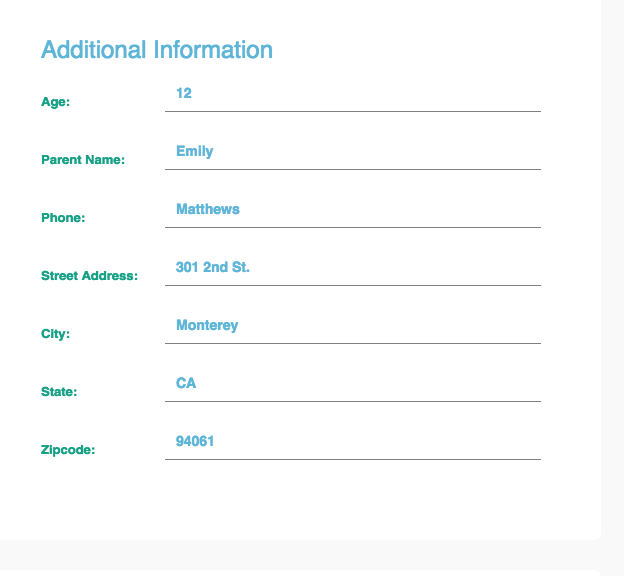 Additional Information
Age: 12
Parent Name: Emily
Phone: Matthews
Street Address: 301 2nd St.
City: Monterey
State: CA
Zipcode: 94061